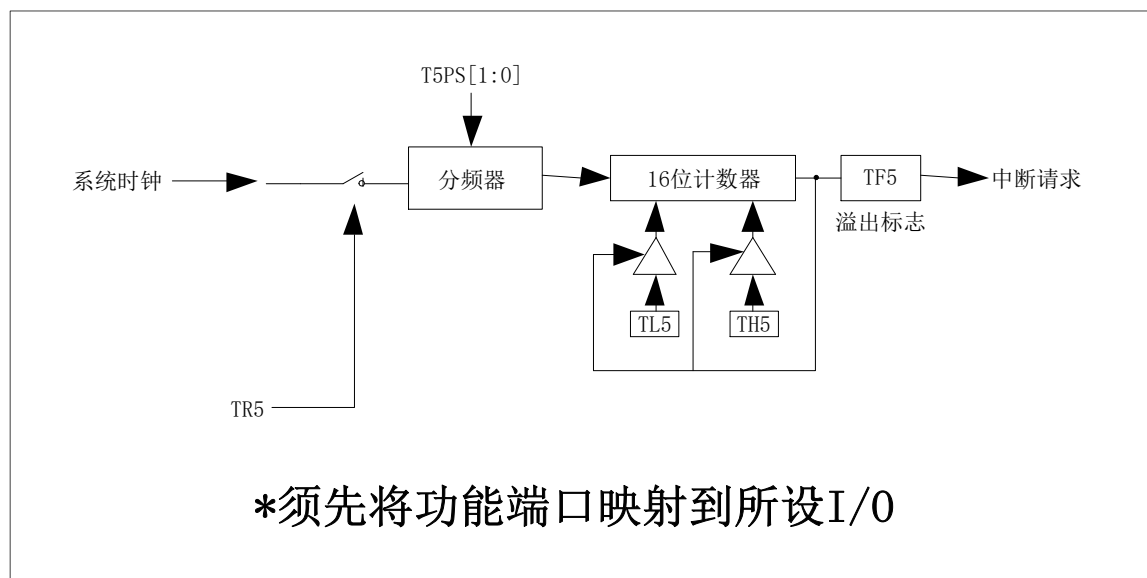 T5PS[1:0]
系统时钟
分频器
16位计数器
TF5
中断请求
溢出标志
TL5
TH5
TR5
*须先将功能端口映射到所设I/O